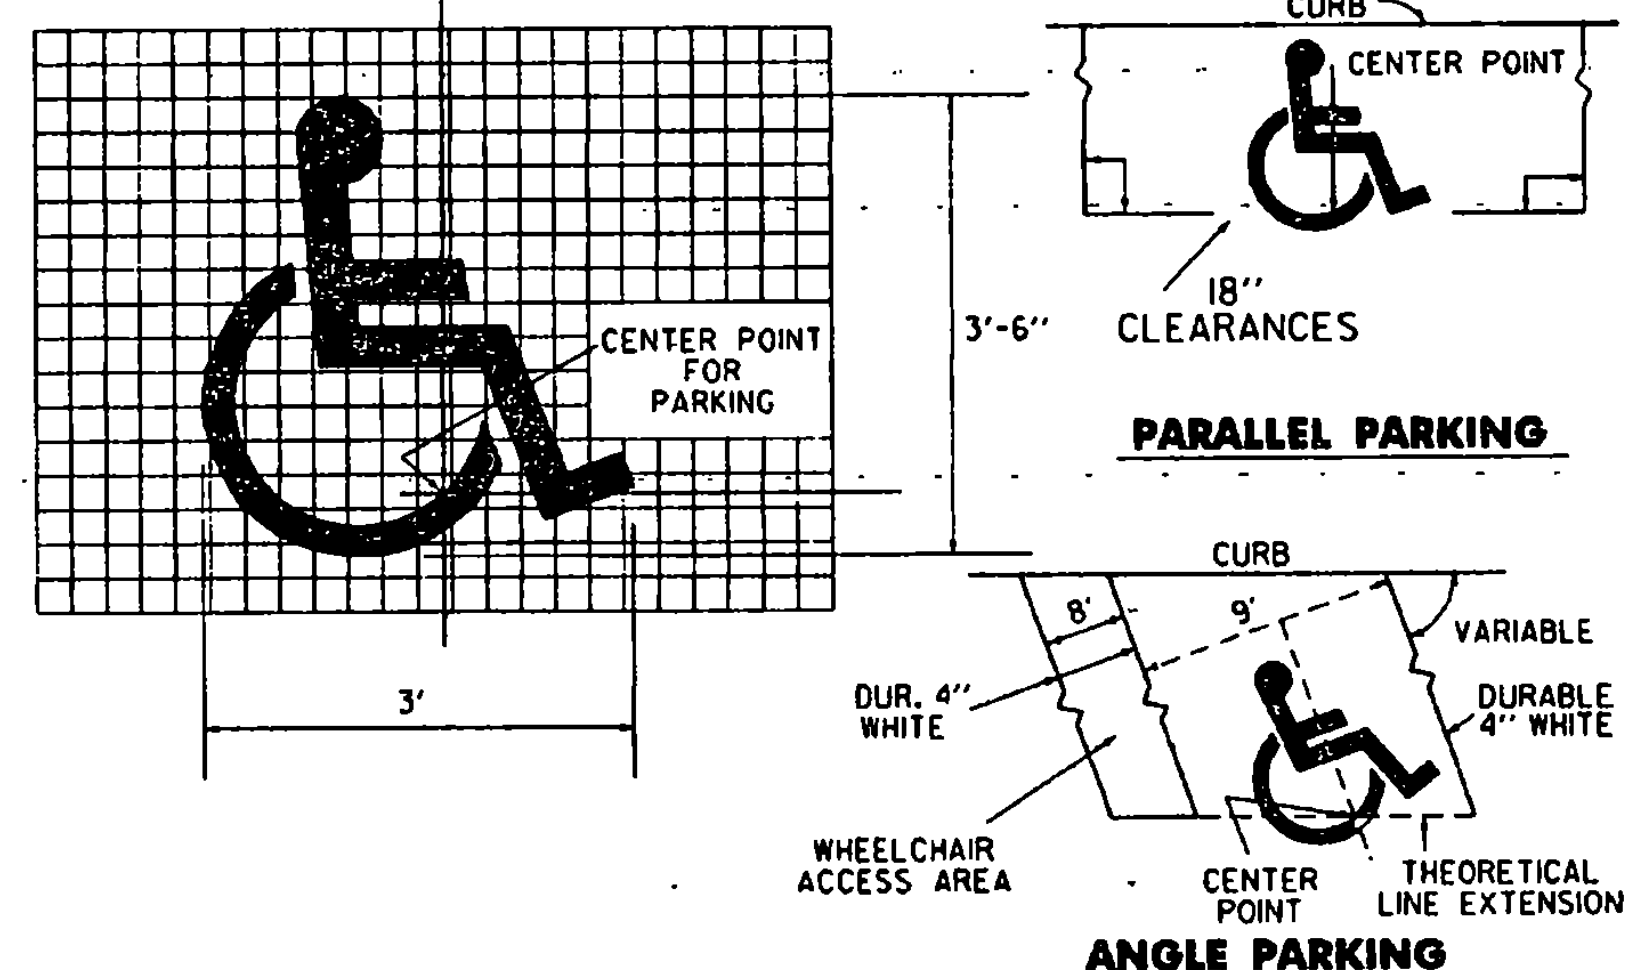 CENTER POINT
FOR
PARKING
3'-6"
3'
CURB
CENTER POINT
18"
CLEARANCES
PARALLEL PARKING
CURB
8'
9'
VARIABLE
DUR. 4"
WHITE
DURABLE
4" WHITE
WHEELCHAIR
ACCESS AREA
CENTER
POINT
THEORETICAL
LINE EXTENSION
ANGLE PARKING